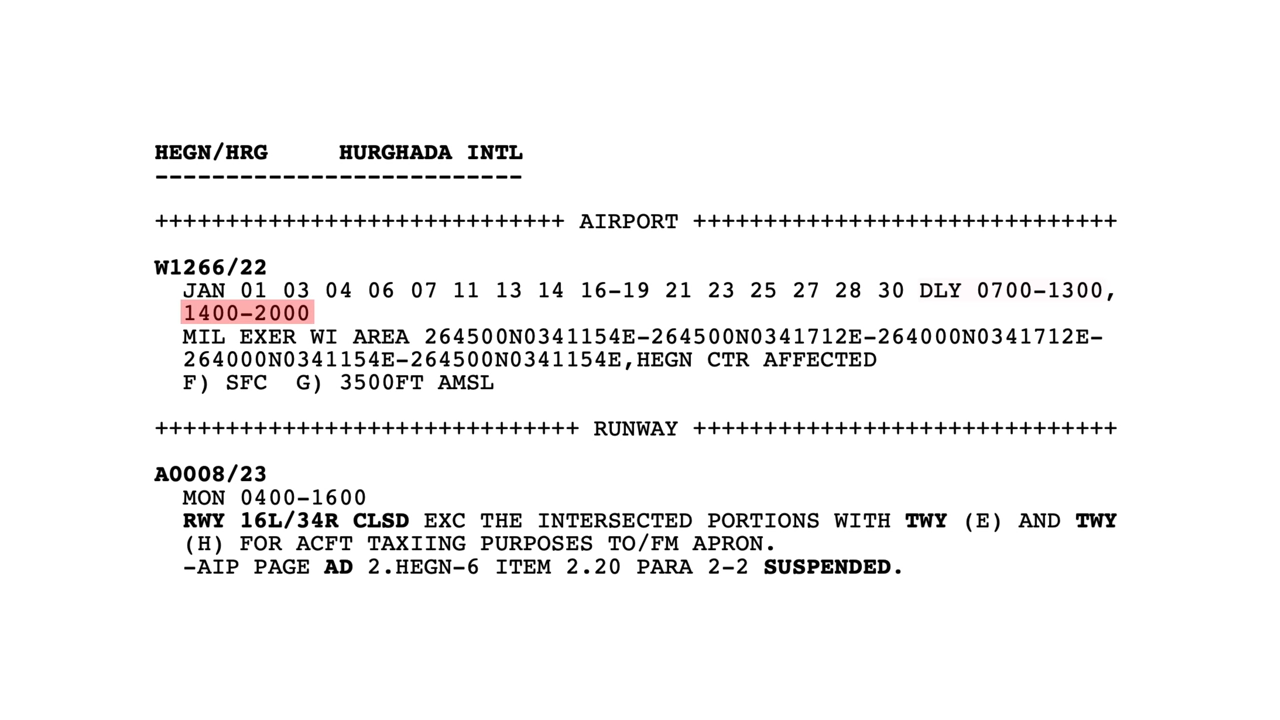 HEGN/HRG     HURGHADA INTL
--------------------------
+++++++++++++++++++++++++++++ AIRPORT ++++++++++++++++++++++++++++++
W1266/22
JAN 01 03 04 06 07 11 13 14 16-19 21 23 25 27 28 30 DLY 0700-1300,
1400-2000
MIL EXER WI AREA 264500N0341154E-264500N0341712E-264000N0341712E-
264000N0341154E-264500N0341154E,HEGN CTR AFFECTED
F) SFC  G) 3500FT AMSL
++++++++++++++++++++++++++++++ RUNWAY ++++++++++++++++++++++++++++++
A0008/23
MON 0400-1600
RWY 16L/34R CLSD EXC THE INTERSECTED PORTIONS WITH TWY (E) AND TWY
(H) FOR ACFT TAXIING PURPOSES TO/FM APRON.
-AIP PAGE AD 2.HEGN-6 ITEM 2.20 PARA 2-2 SUSPENDED.